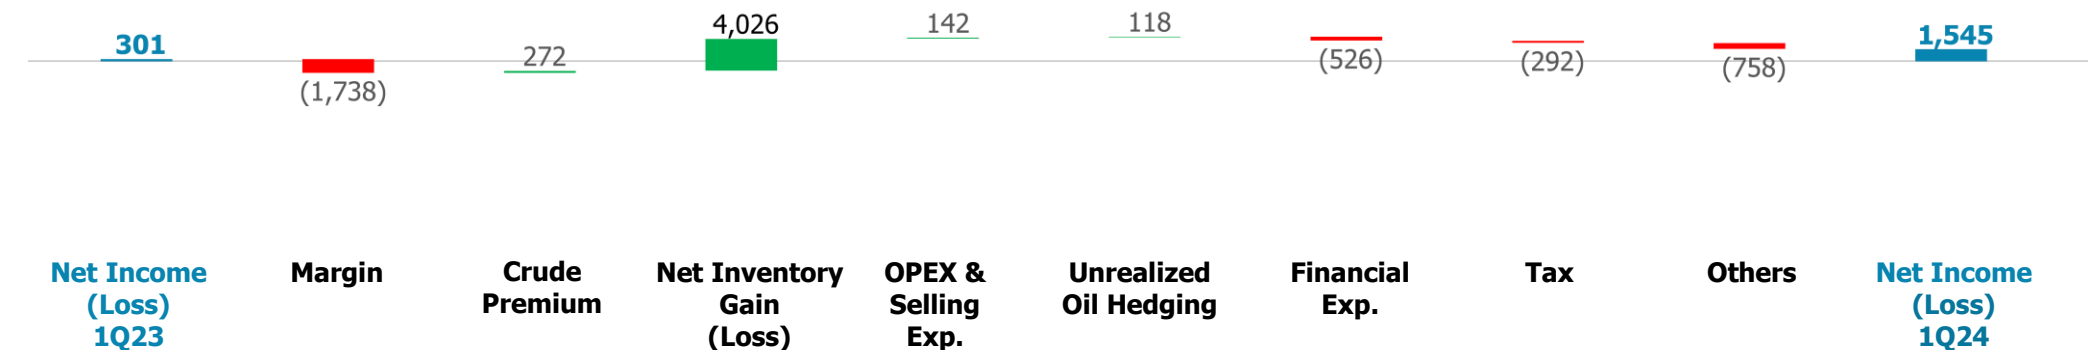 301
(1,738)
272
4,026
142
118
(526)
(292)
(758)
1,545
Net Income
(Loss)
1Q23
Margin
Crude
Premium
Net Inventory
Gain
(Loss)
OPEX &
Selling
Exp.
Unrealized
Oil Hedging
Financial
Exp.
Tax
Others
Net Income
(Loss)
1Q24